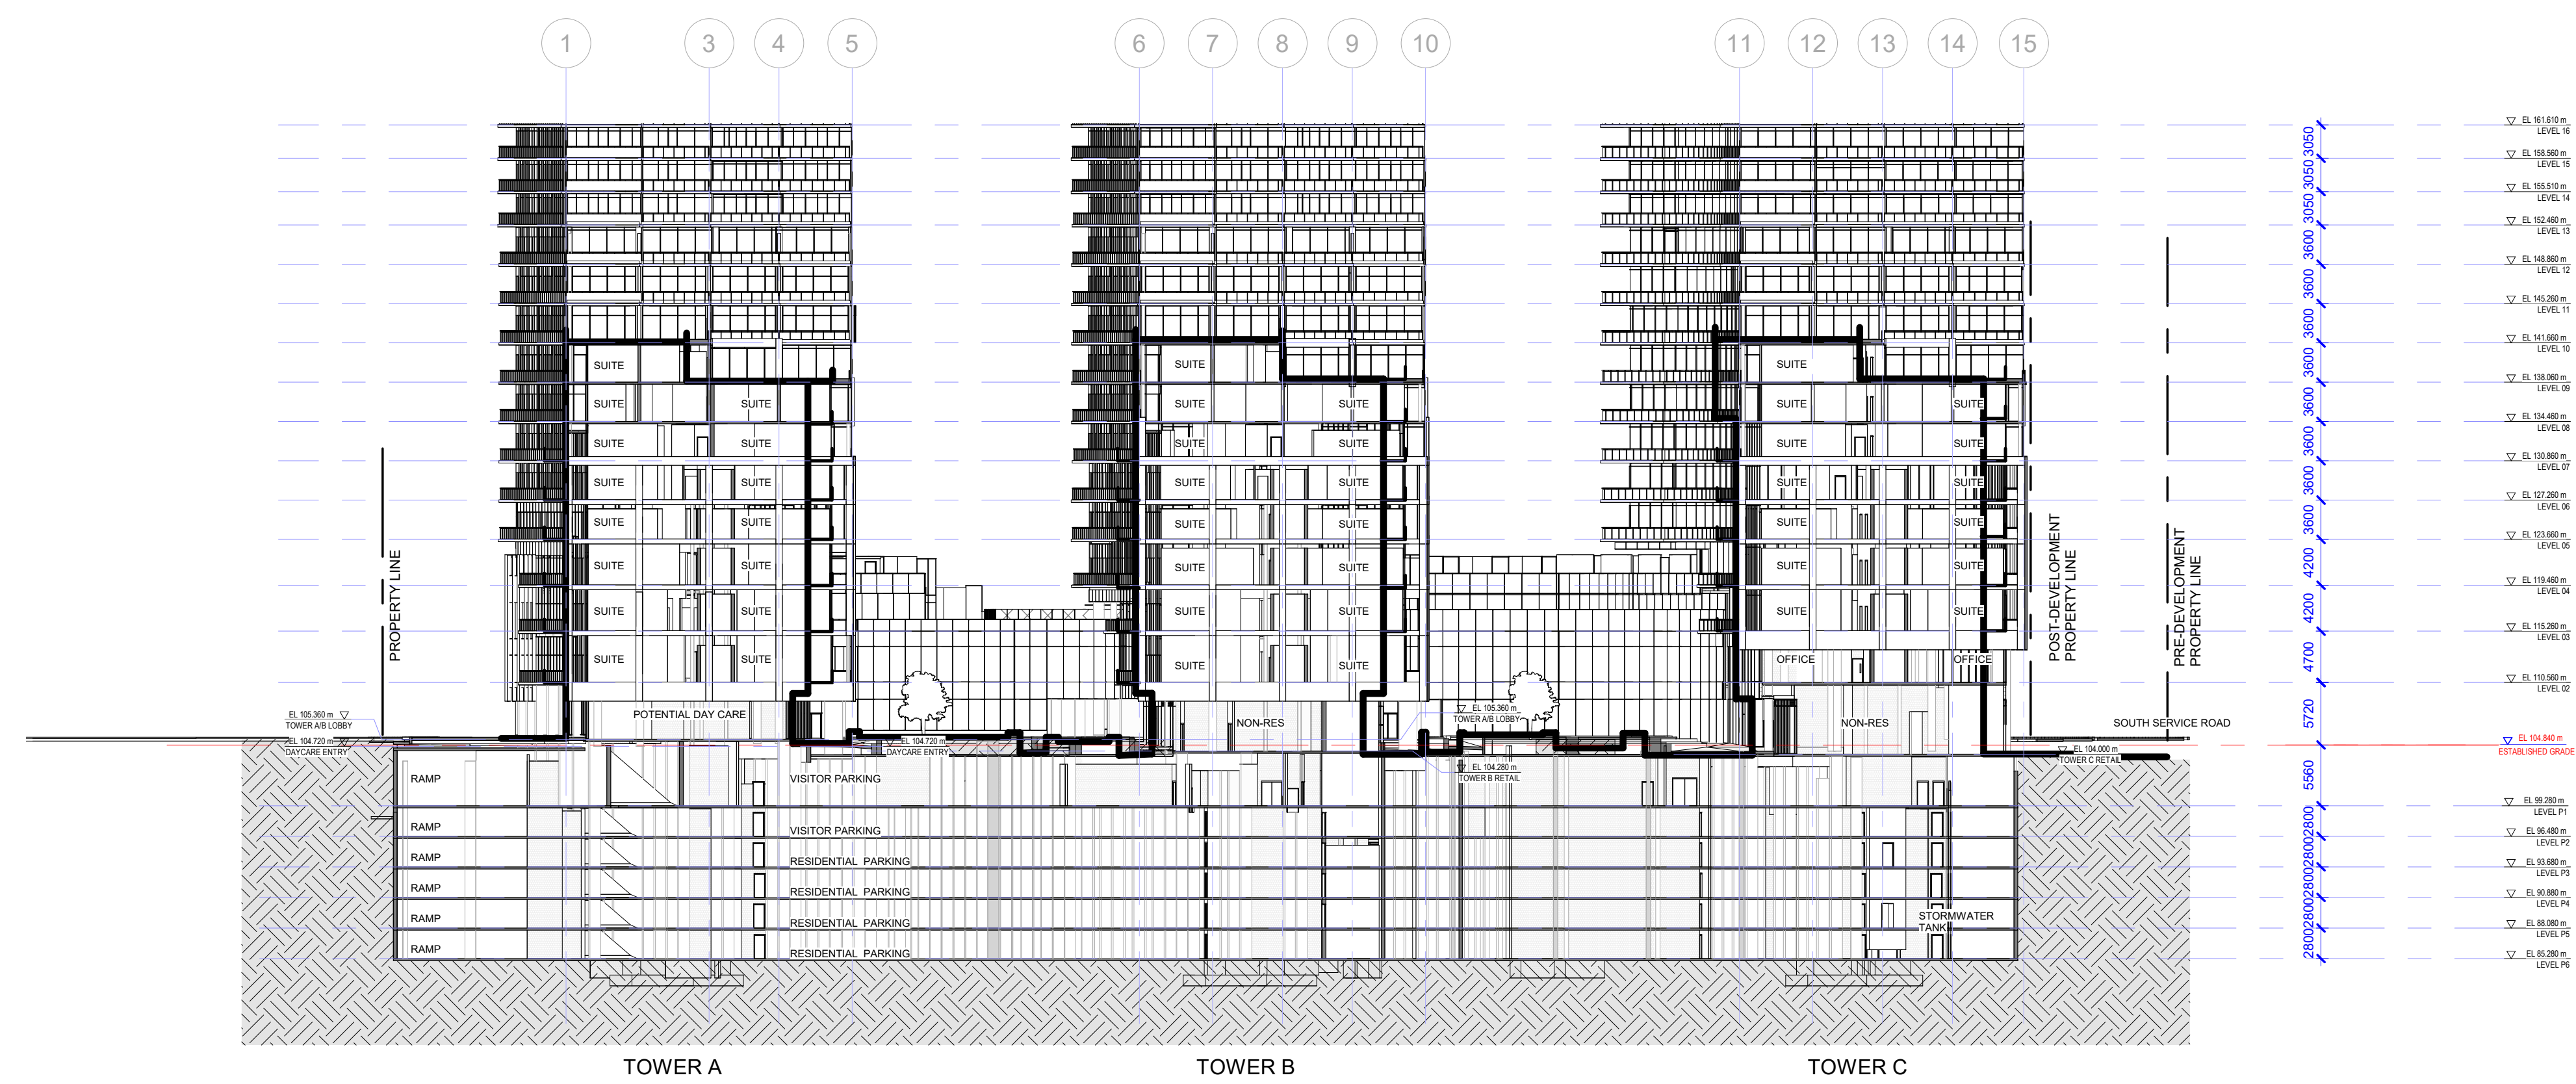 1 3 4 5 6 7 8 9 10 11 12 13 14 15
3050
EL 161.610 m
LEVEL 16
3050
EL 158.560 m
LEVEL 15
3050
EL 155.510 m
LEVEL 14
3600
EL 152.460 m
LEVEL 13
3600
EL 148.860 m
LEVEL 12
3600
EL 145.260 m
LEVEL 11
3600
EL 141.660 m
LEVEL 10
SUITE SUITE SUITE
3600
EL 138.060 m
LEVEL 09
SUITE SUITE SUITE SUITE SUITE SUITE
3600
EL 134.460 m
LEVEL 08
SUITE SUITE SUITE SUITE SUITE SUITE
3600
EL 130.860 m
LEVEL 07
SUITE SUITE SUITE SUITE SUITE SUITE
3600
EL 127.260 m
LEVEL 06
SUITE SUITE SUITE SUITE SUITE SUITE
4200
EL 123.660 m
LEVEL 05
SUITE SUITE SUITE SUITE SUITE SUITE
4200
EL 119.460 m
LEVEL 04
SUITE SUITE SUITE SUITE SUITE SUITE
4700
EL 115.260 m
LEVEL 03
SUITE SUITE SUITE SUITE OFFICE OFFICE
5720
EL 110.560 m
LEVEL 02
PROPERTY LINE
POST-DEVELOPMENT
PROPERTY LINE
PRE-DEVELOPMENT
PROPERTY LINE
EL 105.360 m
TOWER A/B LOBBY
POTENTIAL DAY CARE
EL 105.360 m
TOWER A/B LOBBY
NON-RES
NON-RES
SOUTH SERVICE ROAD
EL 104.720 m
DAYCARE ENTRY
EL 104.720 m
DAYCARE ENTRY
EL 104.000 m
TOWER C RETAIL
EL 104.840 m
ESTABLISHED GRADE
EL 104.280 m
TOWER B RETAIL
RAMP VISITOR PARKING
5560
EL 99.280 m
LEVEL P1
RAMP VISITOR PARKING
2800
EL 96.480 m
LEVEL P2
RAMP RESIDENTIAL PARKING
2800
EL 93.680 m
LEVEL P3
RAMP RESIDENTIAL PARKING
2800
EL 90.880 m
LEVEL P4
RAMP RESIDENTIAL PARKING
STORMWATER
TANK
2800
EL 88.080 m
LEVEL P5
RAMP RESIDENTIAL PARKING
2800
EL 85.280 m
LEVEL P6
TOWER A TOWER B TOWER C